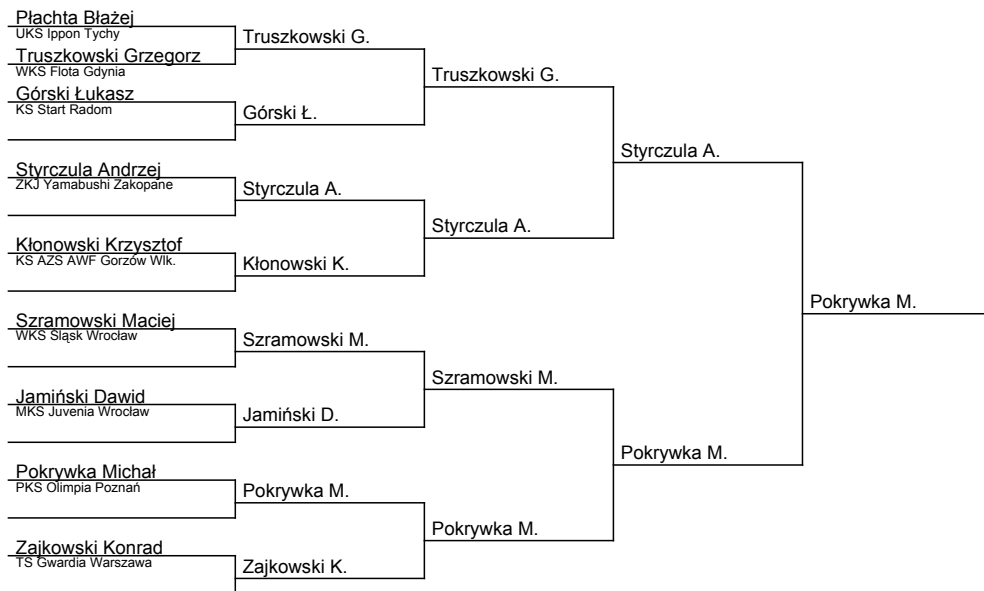 Płachta Błażej
UKS Ippon Tychy
Truszkowski Grzegorz
WKS Flota Gdynia
Górski Łukasz
KS Start Radom
Styrczula Andrzej
ZKJ Yamabushi Zakopane
Kłonowski Krzysztof
KS AZS AWF Gorzów Wlk.
Szramowski Maciej
WKS Śląsk Wrocław
Jamiński Dawid
MKS Juvenia Wrocław
Pokrywka Michał
PKS Olimpia Poznań
Zajkowski Konrad
TS Gwardia Warszawa
Truszkowski G.
Górski Ł.
Styrczula A.
Kłonowski K.
Szramowski M.
Jamiński D.
Pokrywka M.
Zajkowski K.
Truszkowski G.
Styrczula A.
Szramowski M.
Pokrywka M.
Styrczula A.
Pokrywka M.
Pokrywka M.